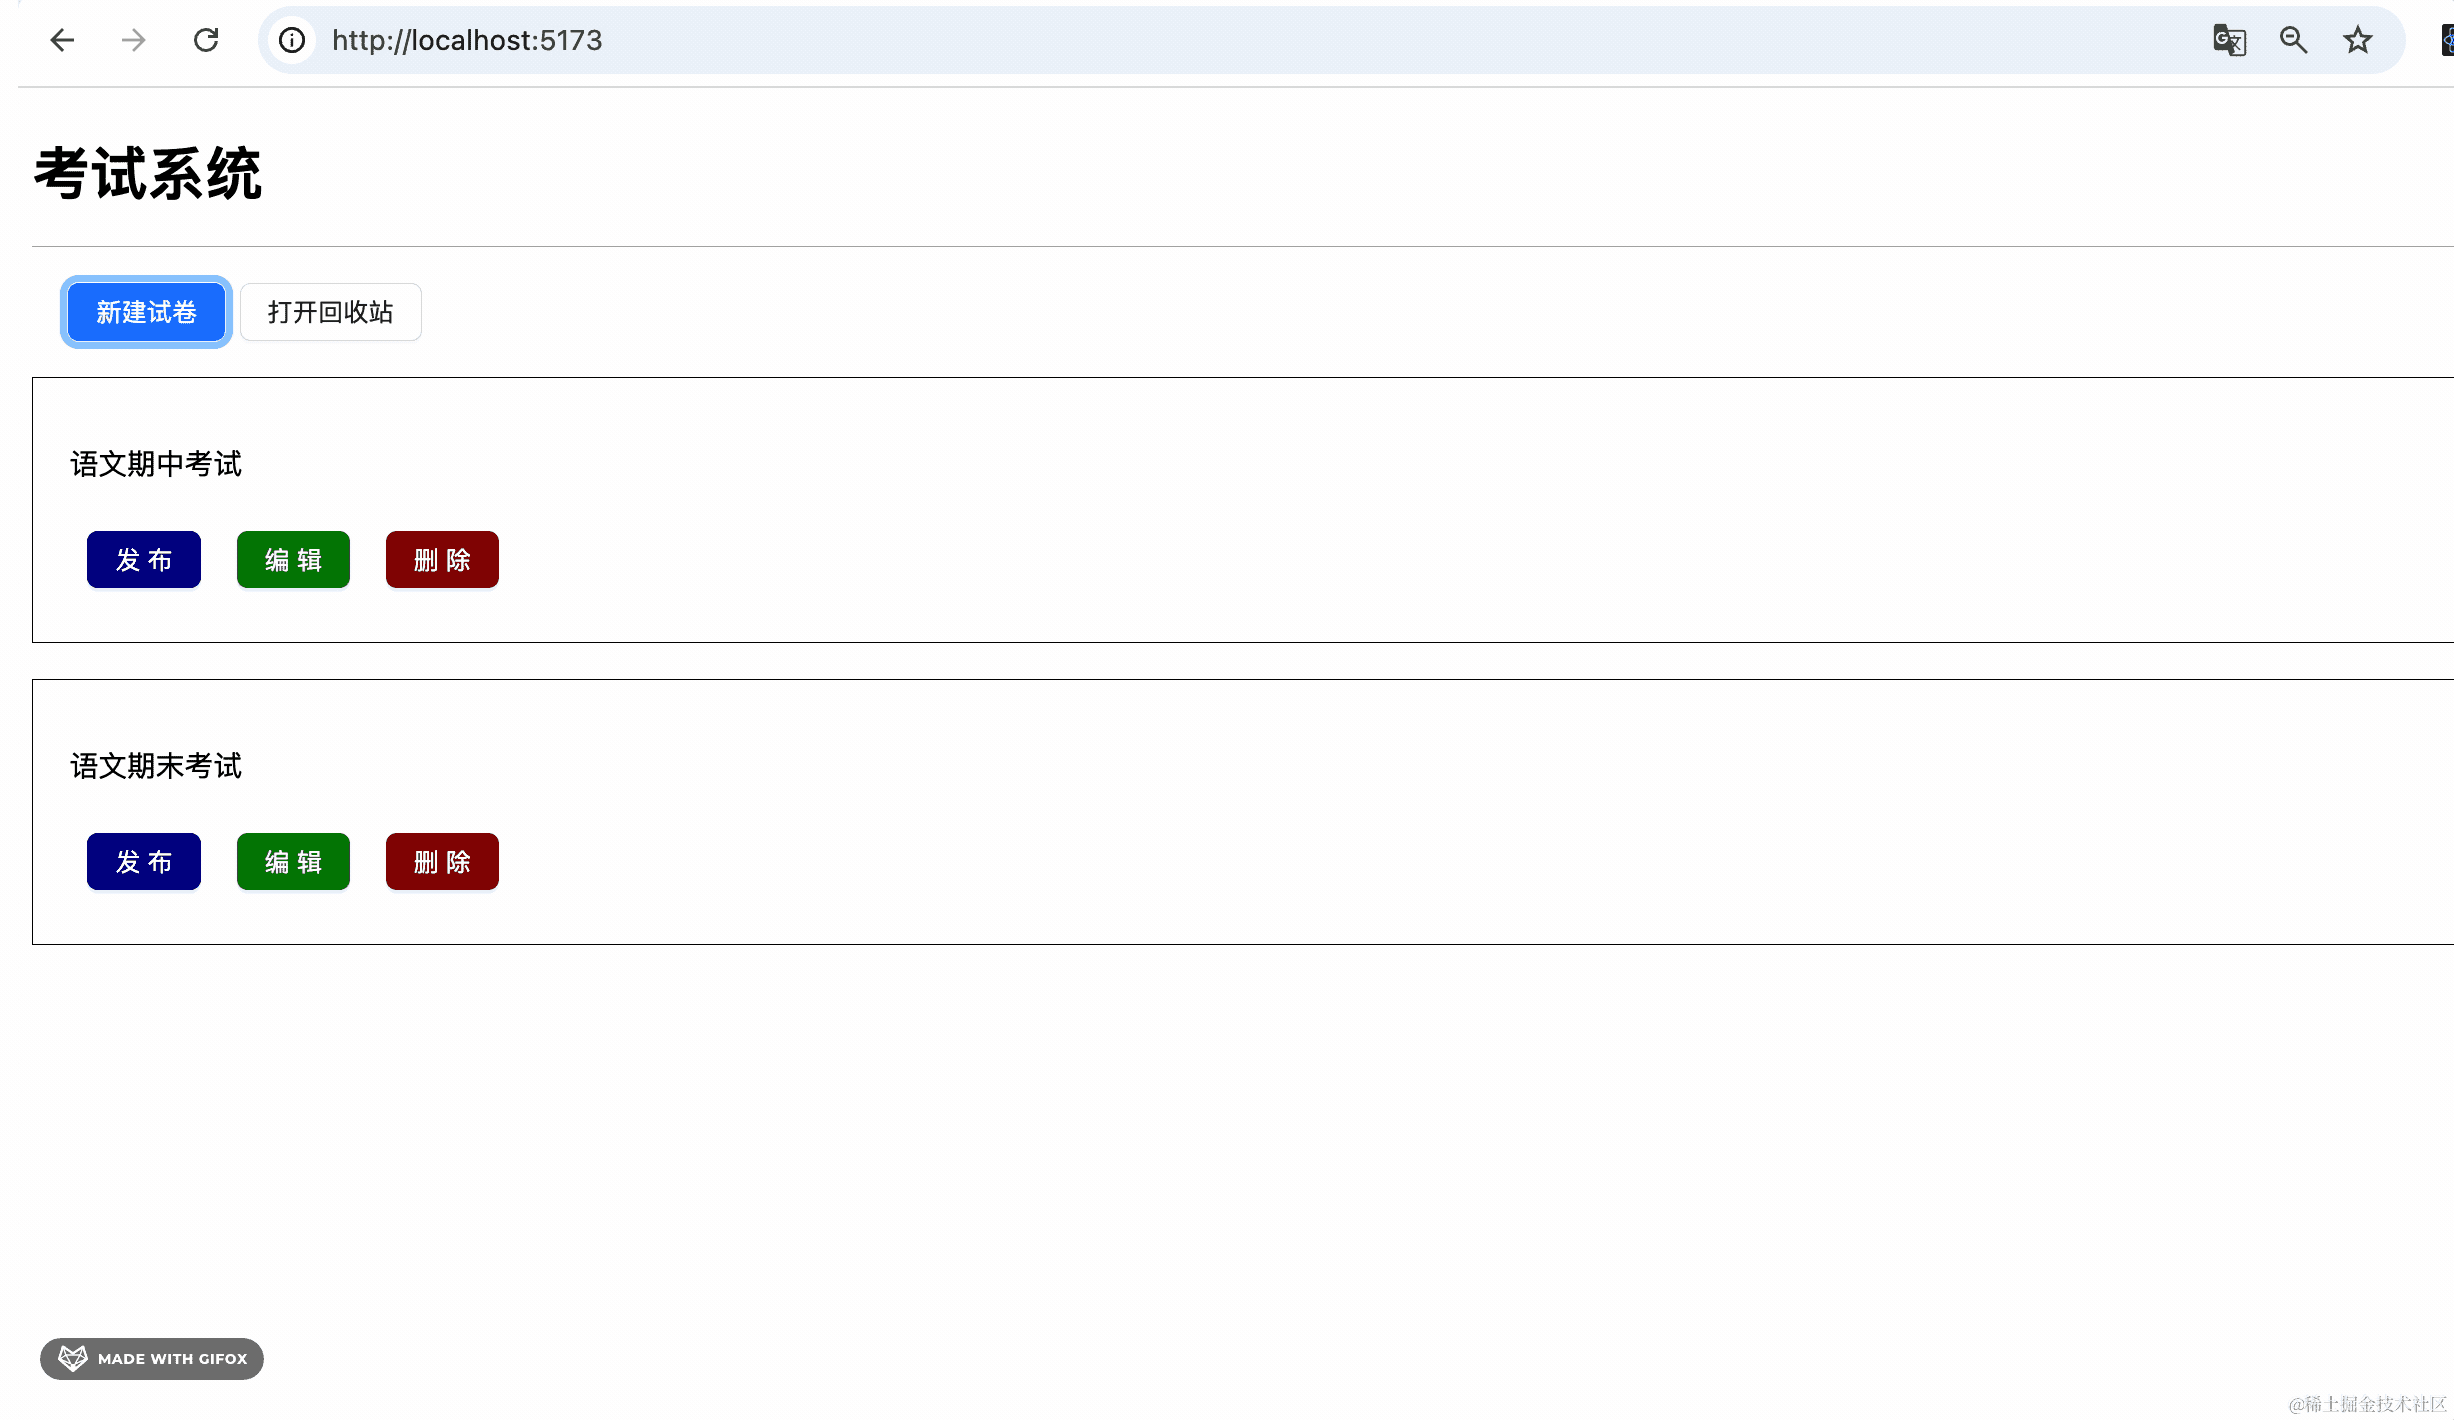 http://localhost:5173
考试系统
新建试卷 打开回收站
语文期中考试
发布 编辑 删除
语文期末考试
发布 编辑 删除
MADE WITH GIFOX
@稀土掘金技术社区